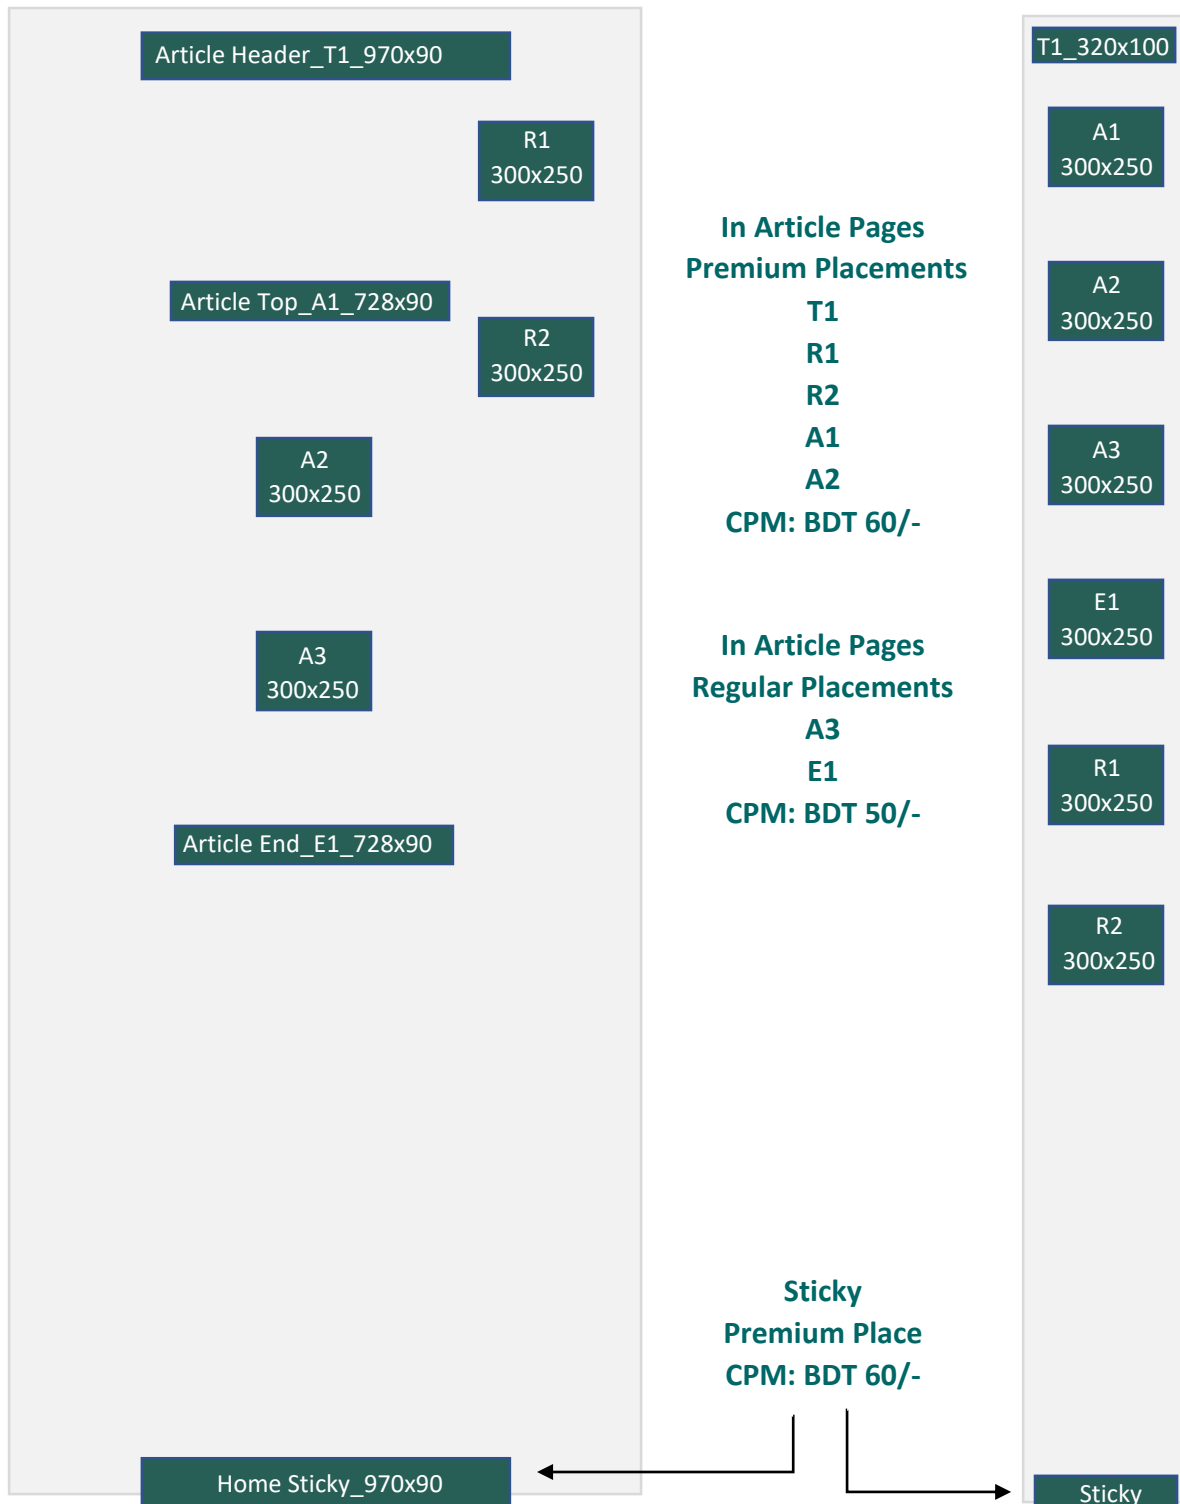 Article Header_T1_970x90
R1
300x250
Article Top_A1_728x90
R2
300x250
A2
300x250
A3
300x250
Article End_E1_728x90
Home Sticky_970x90
In Article Pages
Premium Placements
T1
R1
R2
A1
A2
CPM: BDT 60/-
In Article Pages
Regular Placements
A3
E1
CPM: BDT 50/-
Sticky
Premium Place
CPM: BDT 60/-
T1_320x100
A1
300x250
A2
300x250
A3
300x250
E1
300x250
R1
300x250
R2
300x250
Sticky